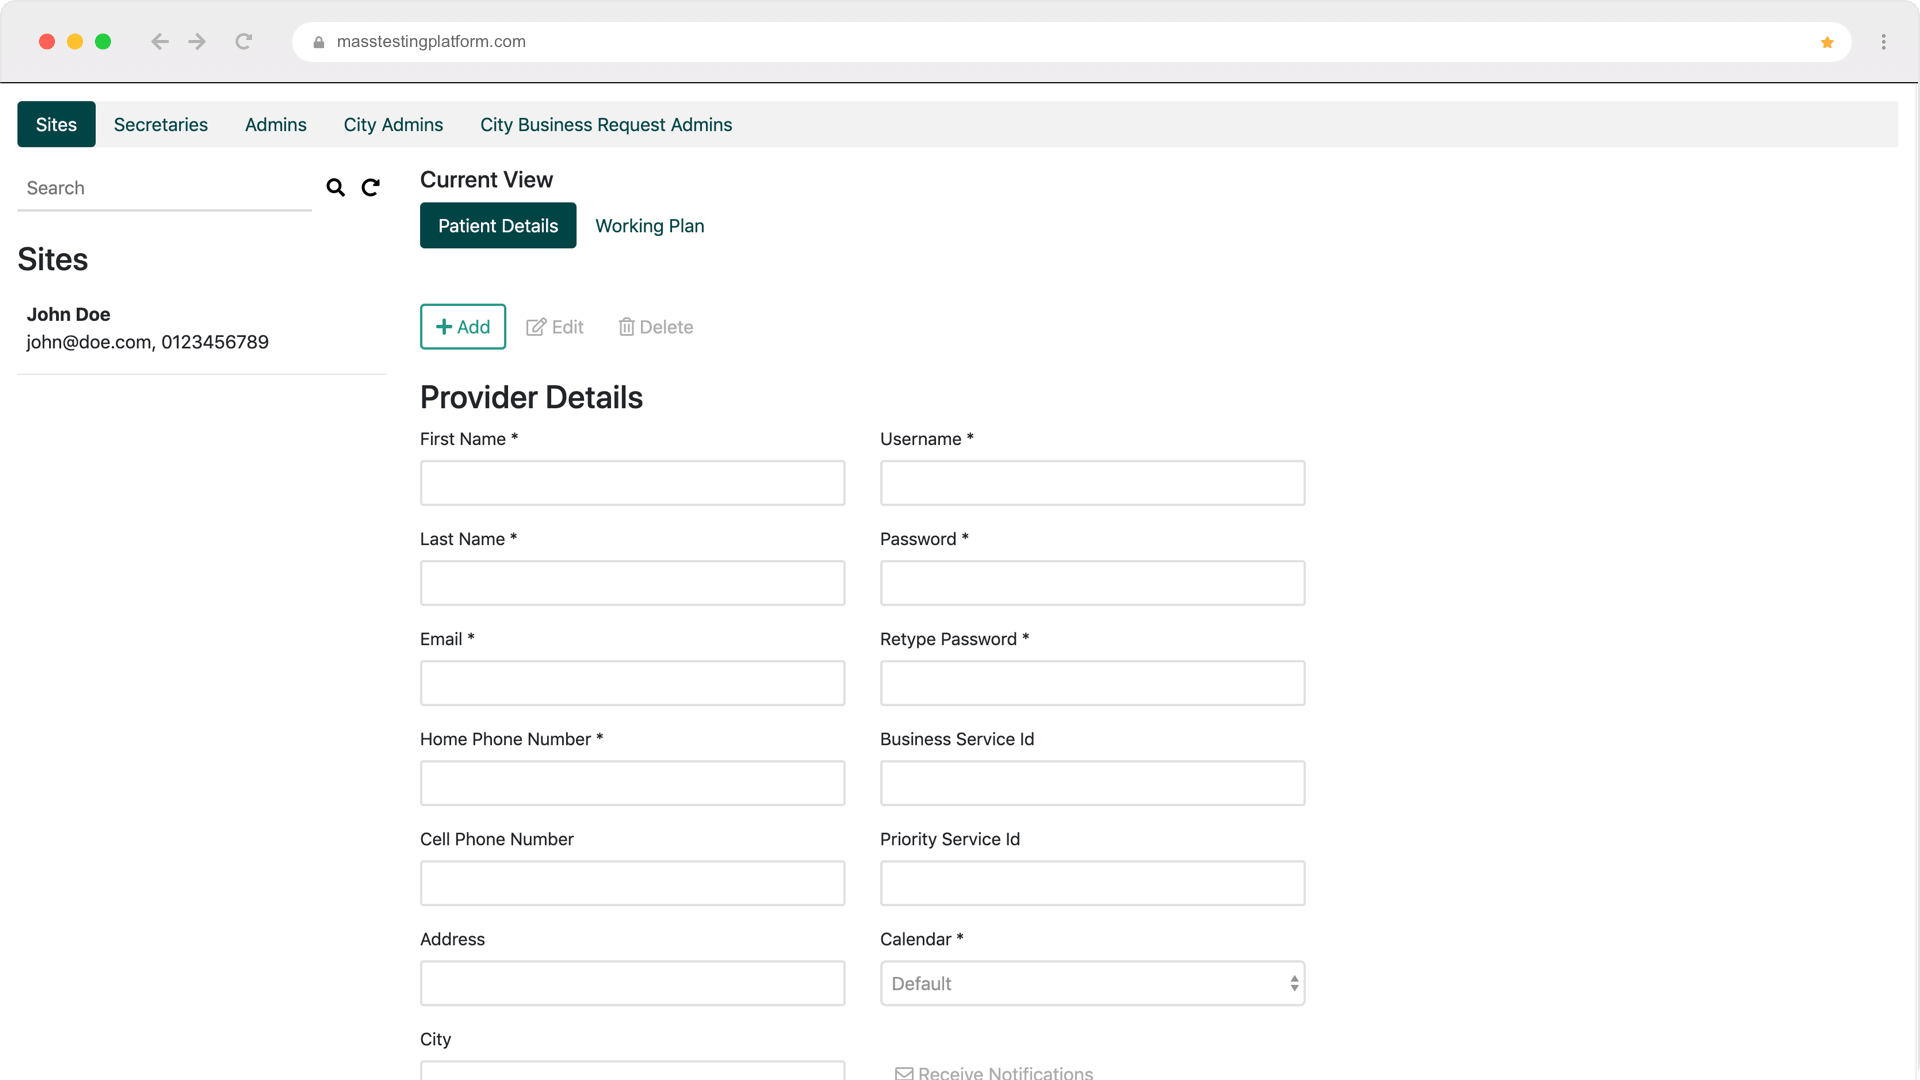 masstestingplatform.com
Sites Secretaries Admins City Admins City Business Request Admins
Search
Sites
John Doe
john@doe.com, 0123456789
Current View
Patient Details Working Plan
Add Edit Delete
Provider Details
First Name * Username *
Last Name * Password *
Email * Retype Password *
Home Phone Number * Business Service Id
Cell Phone Number Priority Service Id
Address Calendar *
Default
City
Receive Notifications